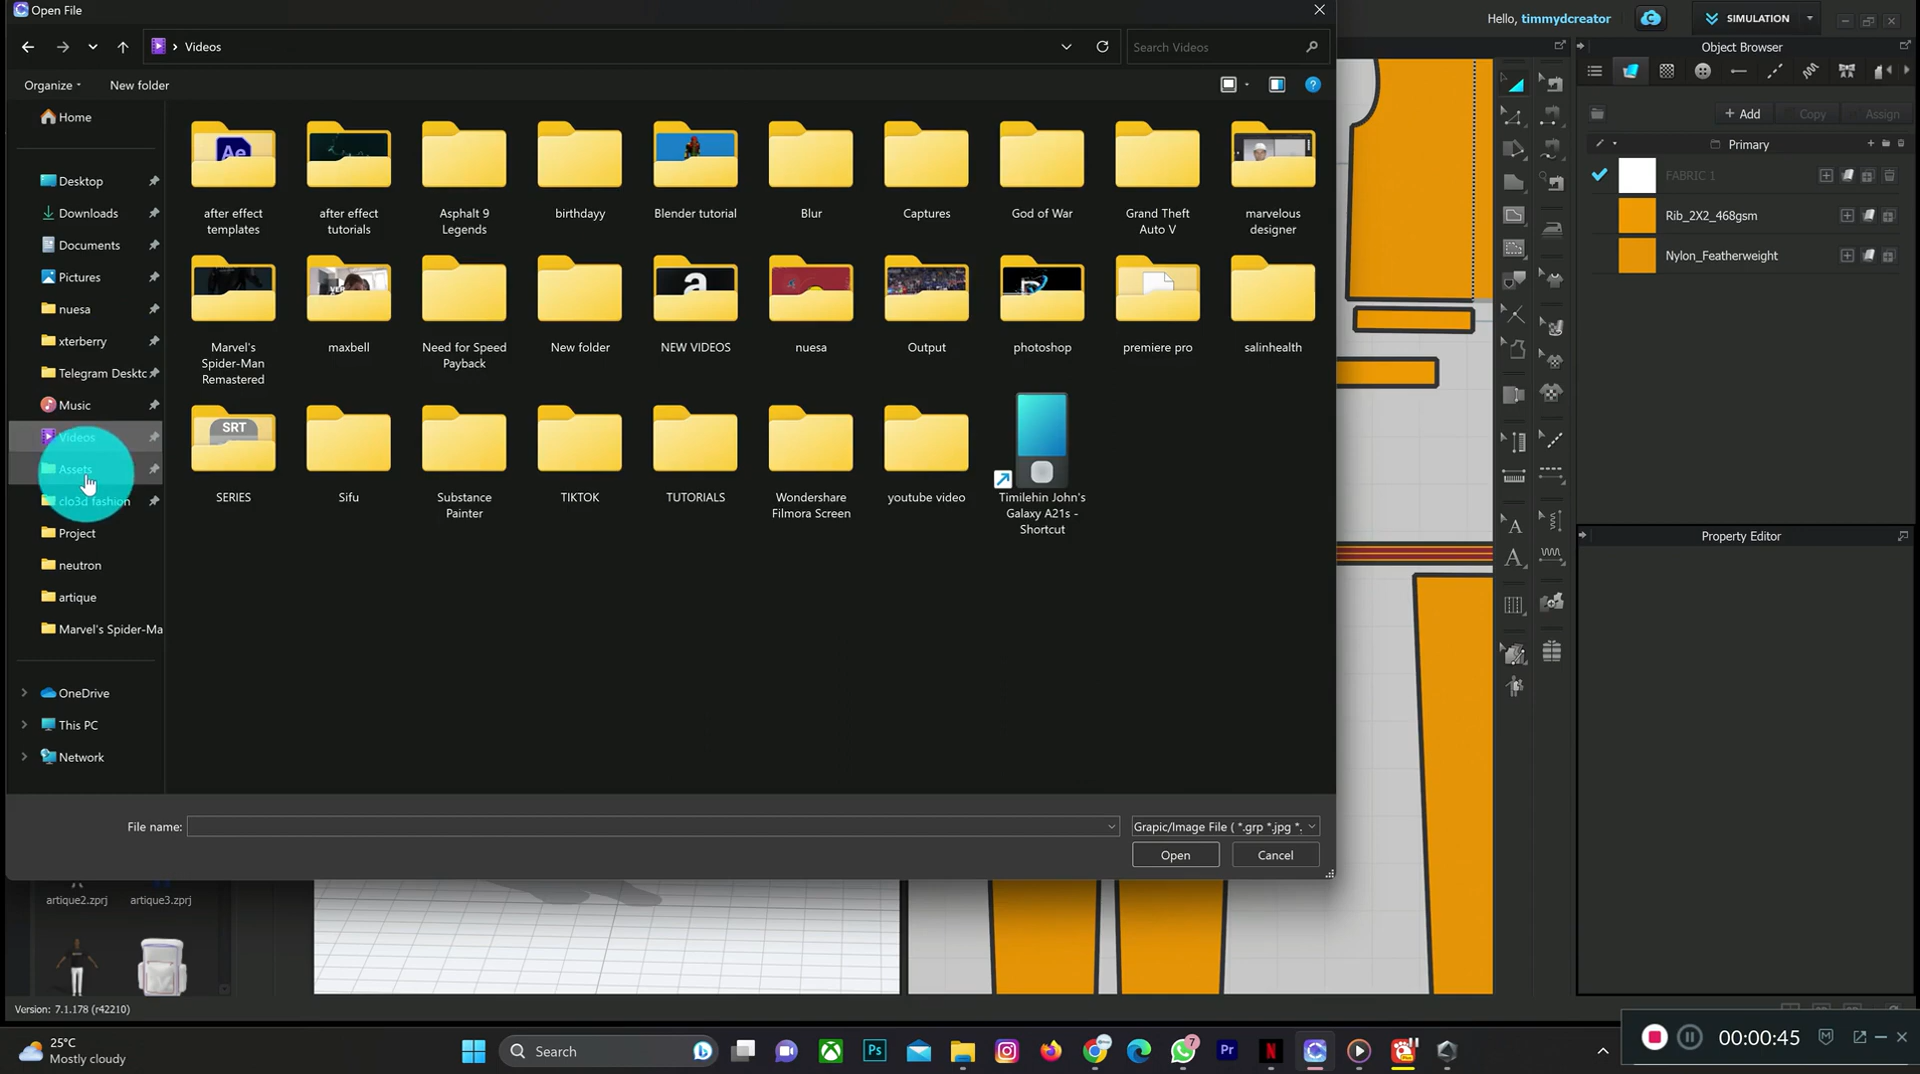 Open File
Hello, timmydcreator
SIMULATION
Videos
Search Videos
Object Browser
Organize
New folder
+ Add
Copy
Assign
Home
Primary
FABRIC 1
Rib_2X2_468gsm
Nylon_Featherweight
Desktop
Downloads
Documents
Pictures
nuesa
xterberry
Telegram Desktc
Music
Videos
Assets
clo3d fashion
Project
neutron
artique
Marvel's Spider-Ma
OneDrive
This PC
Network
Ae
after effect
templates
after effect
tutorials
Asphalt 9
Legends
birthdayy
Blender tutorial
Blur
Captures
God of War
Grand Theft
Auto V
marvelous
designer
Marvel's
Spider-Man
Remastered
maxbell
Need for Speed
Payback
New folder
a
NEW VIDEOS
nuesa
Output
photoshop
premiere pro
salinhealth
SRT
SERIES
Sifu
Substance
Painter
TIKTOK
TUTORIALS
Wondershare
Filmora Screen
youtube video
Timilehin John's
Galaxy A21s -
Shortcut
Property Editor
File name:
Grapic/Image File ( *.grp *.jpg *.
Open
Cancel
artique2.zprj
artique3.zprj
Version: 7.1.178 (r42210)
25°C
Mostly cloudy
Search
Ps
7
Pr
N
00:00:45